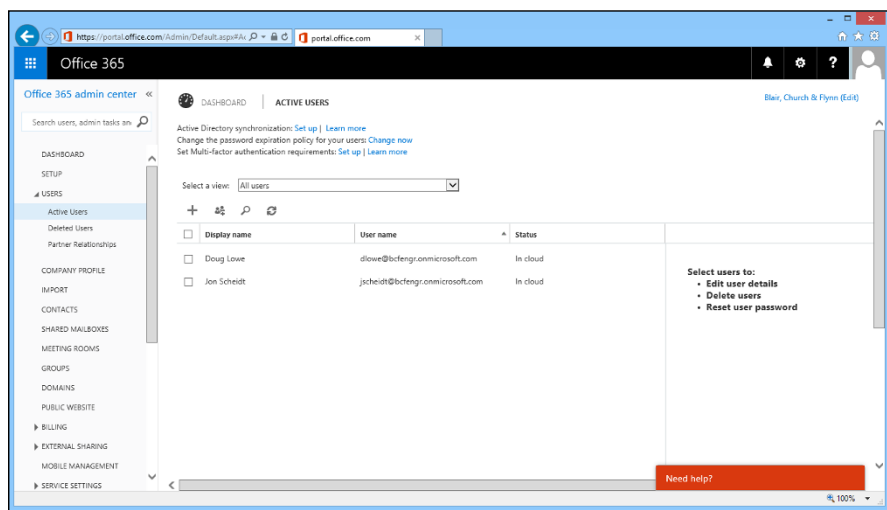 https://portal.office.com/Admin/Default.aspx#Ac
portal.office.com
Office 365
?
Office 365 admin center «
Search users, admin tasks an
DASHBOARD
SETUP
USERS
Active Users
Deleted Users
Partner Relationships
COMPANY PROFILE
IMPORT
CONTACTS
SHARED MAILBOXES
MEETING ROOMS
GROUPS
DOMAINS
PUBLIC WEBSITE
BILLING
EXTERNAL SHARING
MOBILE MANAGEMENT
SERVICE SETTINGS
DASHBOARD | ACTIVE USERS
Blair, Church & Flynn (Edit)
Active Directory synchronization: Set up | Learn more
Change the password expiration policy for your users: Change now
Set Multi-factor authentication requirements: Set up | Learn more
Select a view: All users
Display name User name Status
Doug Lowe dlowe@bcfengr.onmicrosoft.com In cloud
Jon Scheidt jscheidt@bcfengr.onmicrosoft.com In cloud
Select users to:
• Edit user details
• Delete users
• Reset user password
Need help?
100%